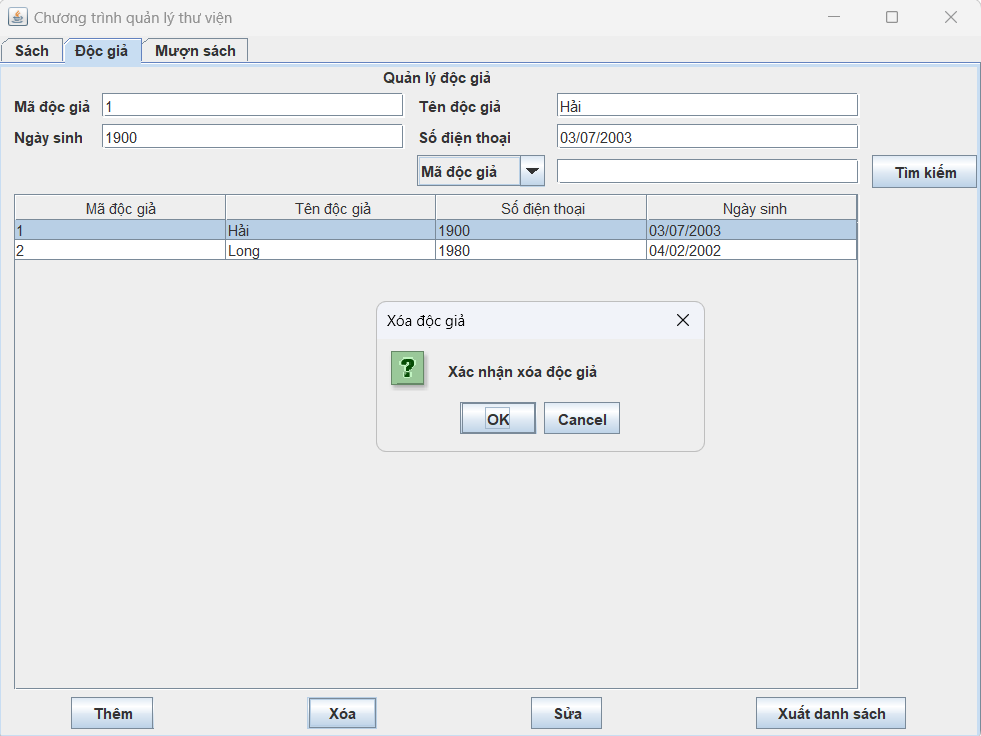 Chương trình quản lý thư viện
Sách Độc giả Mượn sách
Quản lý độc giả
Mã độc giả 1 Tên độc giả Hải
Ngày sinh 1900 Số điện thoại 03/07/2003
Mã độc giả Tìm kiếm
Mã độc giả Tên độc giả Số điện thoại Ngày sinh
1 Hải 1900 03/07/2003
2 Long 1980 04/02/2002
Xóa độc giả
? Xác nhận xóa độc giả
OK Cancel
Thêm Xóa Sửa Xuất danh sách